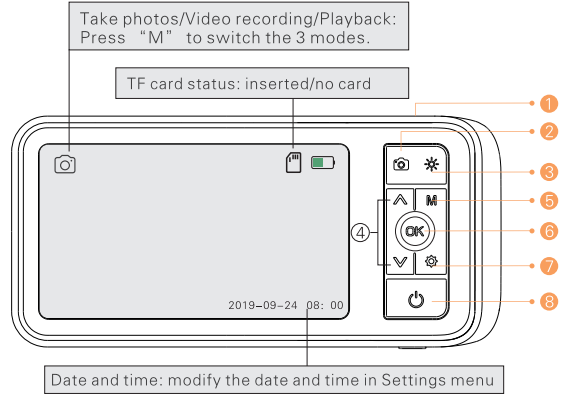 Take photos/Video recording/Playback:
Press “M” to switch the 3 modes.
TF card status: inserted/no card
1
2
3
M
5
4
OK
6
7
2019-09-24 08: 00
8
Date and time: modify the date and time in Settings menu